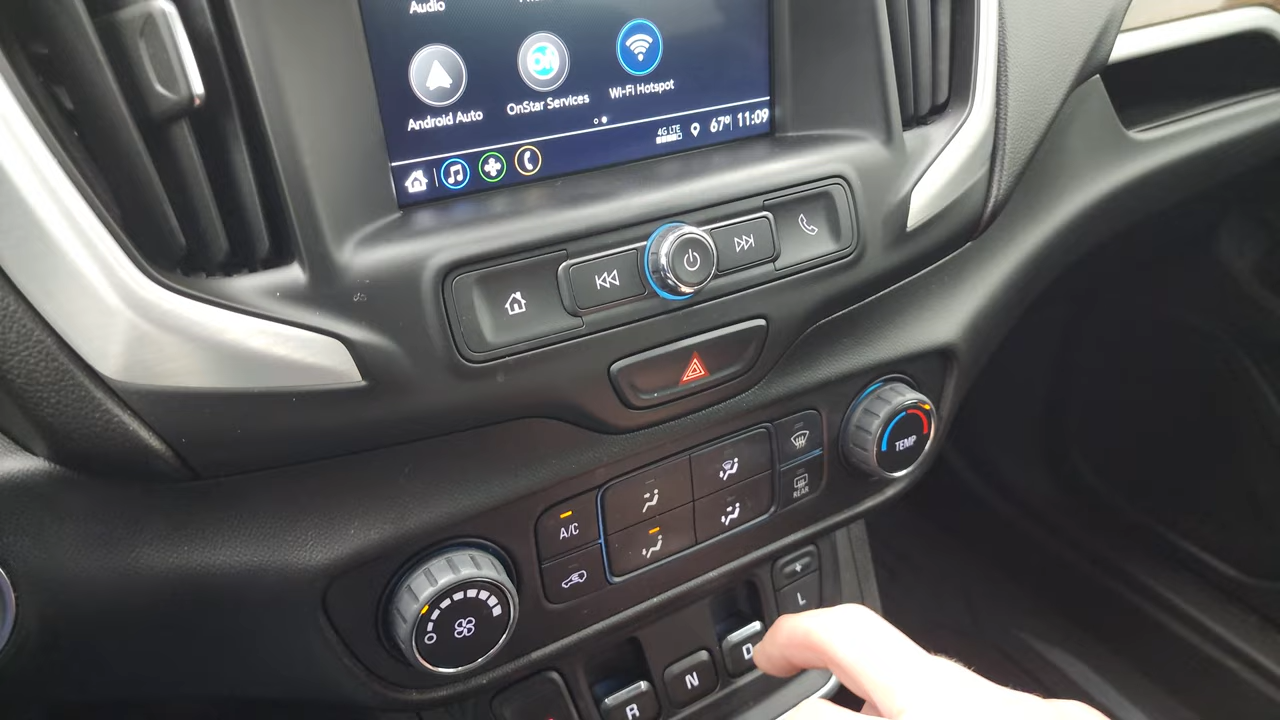 Audio
Android Auto
OnStar Services
Wi-Fi Hotspot
4G LTE
67° 11:09
TEMP
A/C
REAR
+
L
D
N
R